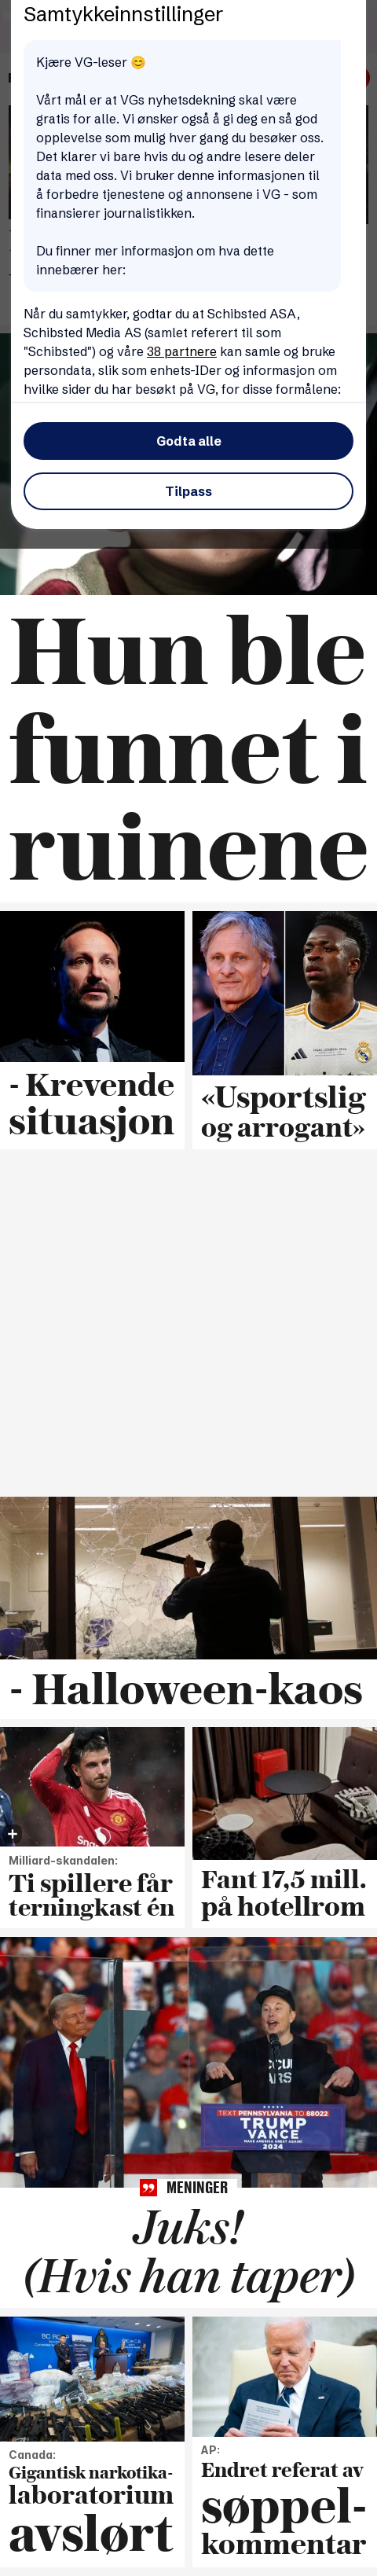 Samtykkeinnstillinger
Kjære VG-leser 😊
Vårt mål er at VGs nyhetsdekning skal være
gratis for alle. Vi ønsker også å gi deg en så god
opplevelse som mulig hver gang du besøker oss.
Det klarer vi bare hvis du og andre lesere deler
data med oss. Vi bruker denne informasjonen til
å forbedre tjenestene og annonsene i VG - som
finansierer journalistikken.
Du finner mer informasjon om hva dette
innebærer her:
Når du samtykker, godtar du at Schibsted ASA,
Schibsted Media AS (samlet referert til som
"Schibsted") og våre 38 partnere kan samle og bruke
persondata, slik som enhets-IDer og informasjon om
hvilke sider du har besøkt på VG, for disse formålene:
Godta alle
Tilpass
Hun ble
funnet i
ruinene
- Krevende
situasjon
«Usportslig
og arrogant»
- Halloween-kaos
Milliard-skandalen:
Ti spillere får
terningkast én
Fant 17,5 mill.
på hotellrom
TEXT PENNSYLVANIA TO 88022
TRUMP
VANCE
2024
MENINGER
Juks!
(Hvis han taper)
Canada:
Gigantisk narkotika-
laboratorium
avslørt
AP:
Endret referat av
søppel-
kommentar